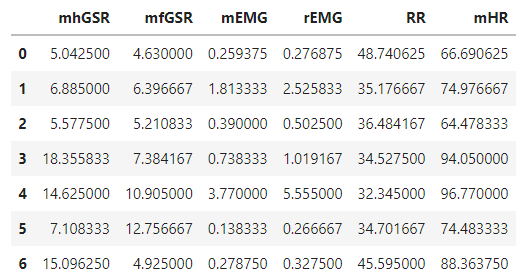 mhGSR mfGSR mEMG rEMG RR mHR
0 5.042500 4.630000 0.259375 0.276875 48.740625 66.690625
1 6.885000 6.396667 1.813333 2.525833 35.176667 74.976667
2 5.577500 5.210833 0.390000 0.502500 36.484167 64.478333
3 18.355833 7.384167 0.738333 1.019167 34.527500 94.050000
4 14.625000 10.905000 3.770000 5.555000 32.345000 96.770000
5 7.108333 12.756667 0.138333 0.266667 34.701667 74.483333
6 15.096250 4.925000 0.278750 0.327500 45.595000 88.363750